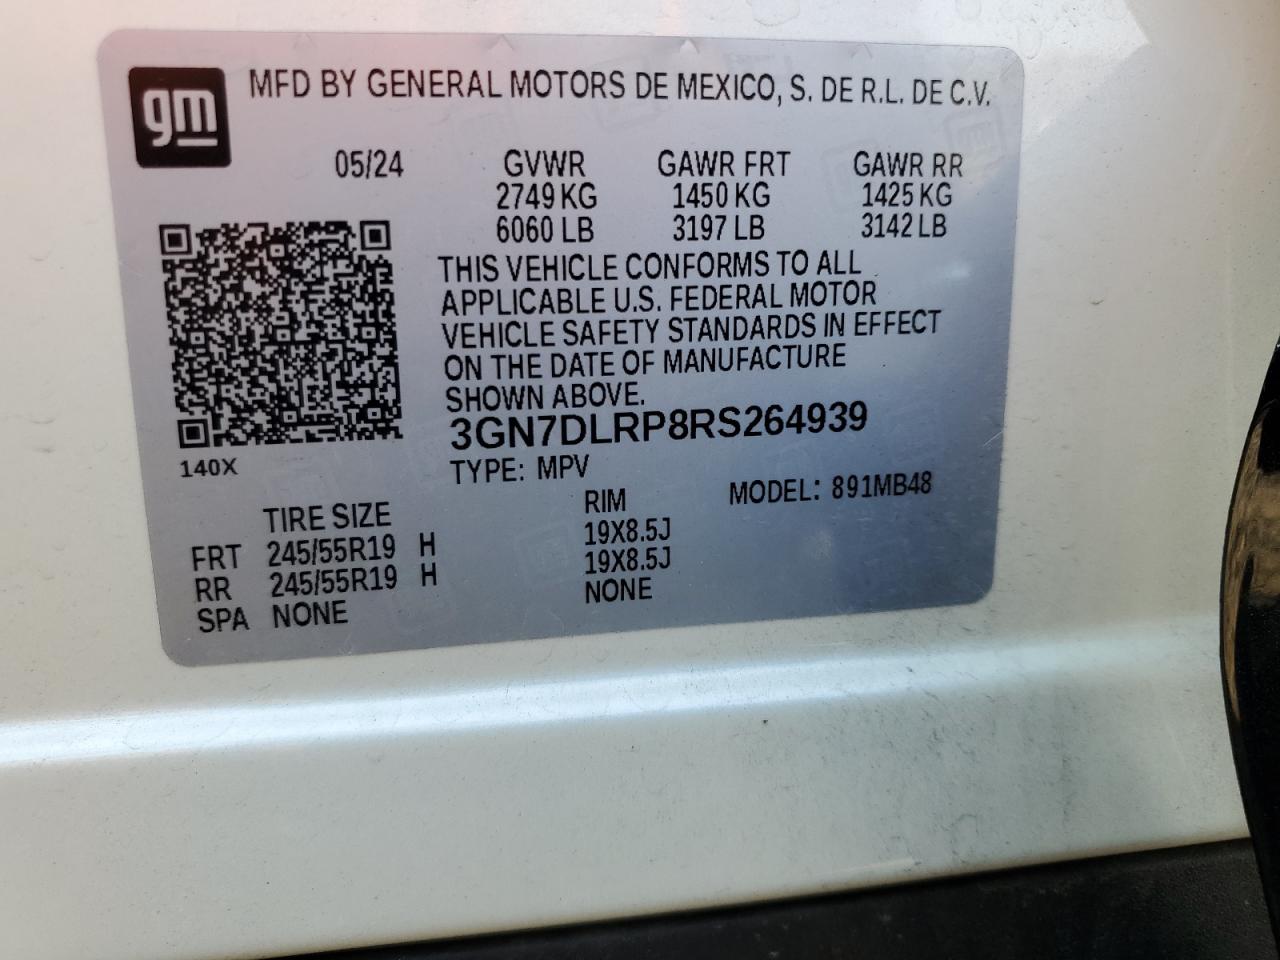 gm
MFD BY GENERAL MOTORS DE MEXICO, S. DE R.L. DE C.V.
05/24 GVWR GAWR FRT GAWR RR
2749 KG 1450 KG 1425 KG
6060 LB 3197 LB 3142 LB
THIS VEHICLE CONFORMS TO ALL
APPLICABLE U.S. FEDERAL MOTOR
VEHICLE SAFETY STANDARDS IN EFFECT
ON THE DATE OF MANUFACTURE
SHOWN ABOVE.
3GN7DLRP8RS264939
140X
TYPE: MPV
MODEL: 891MB48
TIRE SIZE RIM
FRT 245/55R19 H 19X8.5J
RR 245/55R19 H 19X8.5J
SPA NONE NONE